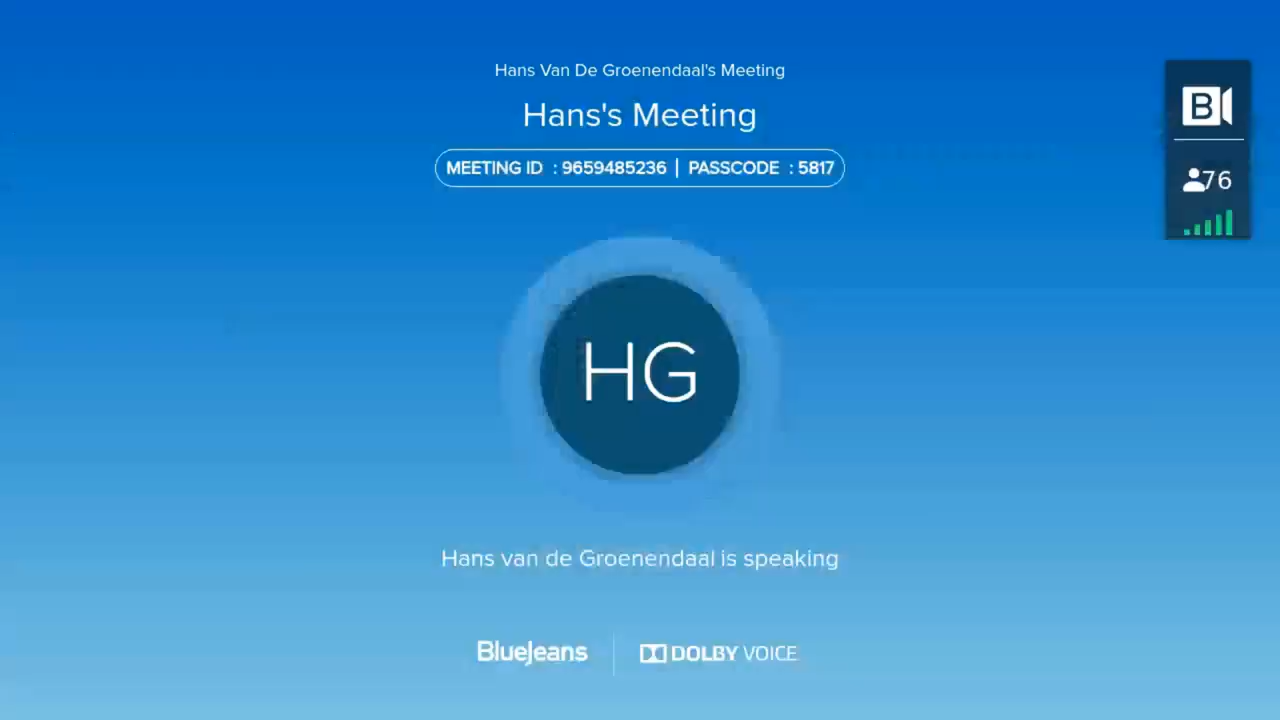 Hans Van De Groenendaal's Meeting
Hans's Meeting
MEETING ID : 9659485236 | PASSCODE : 5817
B
76
HG
Hans van de Groenendaal is speaking
BlueJeans | DOLBY VOICE